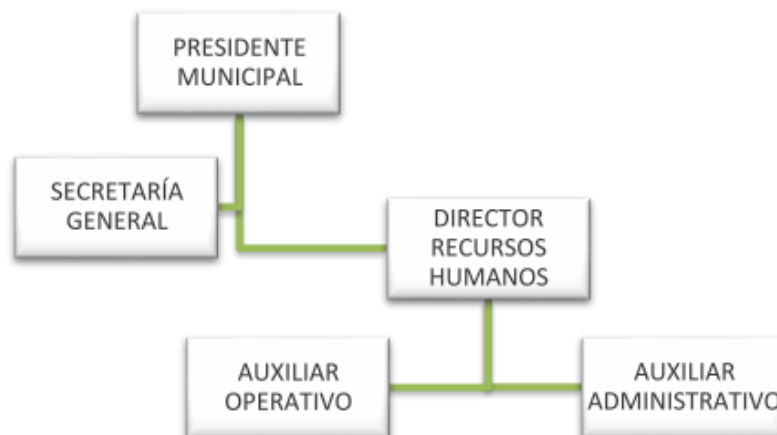 PRESIDENTE
MUNICIPAL
SECRETARÍA
GENERAL
DIRECTOR
RECURSOS
HUMANOS
AUXILIAR
OPERATIVO
AUXILIAR
ADMINISTRATIVO